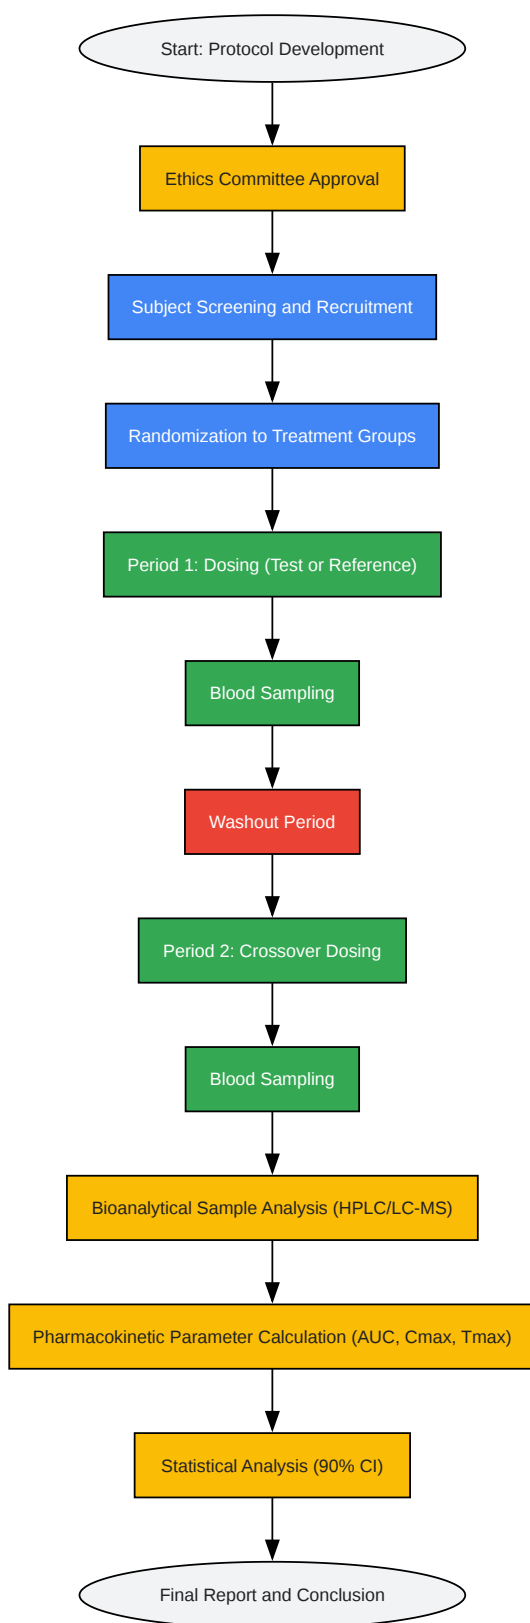 Start: Protocol Development
Ethics Committee Approval
Subject Screening and Recruitment
Randomization to Treatment Groups
Period 1: Dosing (Test or Reference)
Blood Sampling
Washout Period
Period 2: Crossover Dosing
Blood Sampling
Bioanalytical Sample Analysis (HPLC/LC-MS)
Pharmacokinetic Parameter Calculation (AUC, Cmax, Tmax)
Statistical Analysis (90% CI)
Final Report and Conclusion